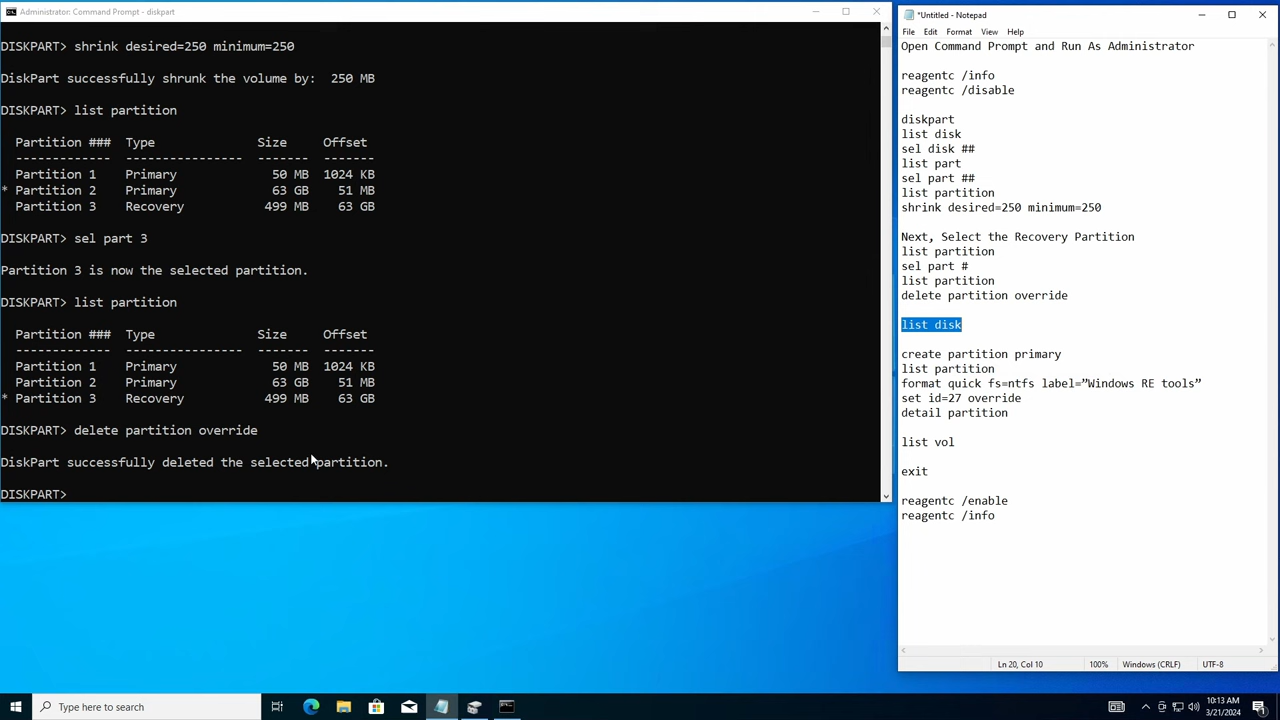 Administrator: Command Prompt - diskpart
DISKPART> shrink desired=250 minimum=250
DiskPart successfully shrunk the volume by:  250 MB
DISKPART> list partition
  Partition ###  Type              Size     Offset
  -------------  ----------------  -------  -------
  Partition 1    Primary             50 MB  1024 KB
* Partition 2    Primary             63 GB    51 MB
  Partition 3    Recovery           499 MB    63 GB
DISKPART> sel part 3
Partition 3 is now the selected partition.
DISKPART> list partition
  Partition ###  Type              Size     Offset
  -------------  ----------------  -------  -------
  Partition 1    Primary             50 MB  1024 KB
  Partition 2    Primary             63 GB    51 MB
* Partition 3    Recovery           499 MB    63 GB
DISKPART> delete partition override
DiskPart successfully deleted the selected partition.
DISKPART>
*Untitled - Notepad
File Edit Format View Help
Open Command Prompt and Run As Administrator
reagentc /info
reagentc /disable
diskpart
list disk
sel disk ##
list part
sel part ##
list partition
shrink desired=250 minimum=250
Next, Select the Recovery Partition
list partition
sel part #
list partition
delete partition override
list disk
create partition primary
list partition
format quick fs=ntfs label=”Windows RE tools”
set id=27 override
detail partition
list vol
exit
reagentc /enable
reagentc /info
Ln 20, Col 10 100% Windows (CRLF) UTF-8
Type here to search
10:13 AM
3/21/2024
1